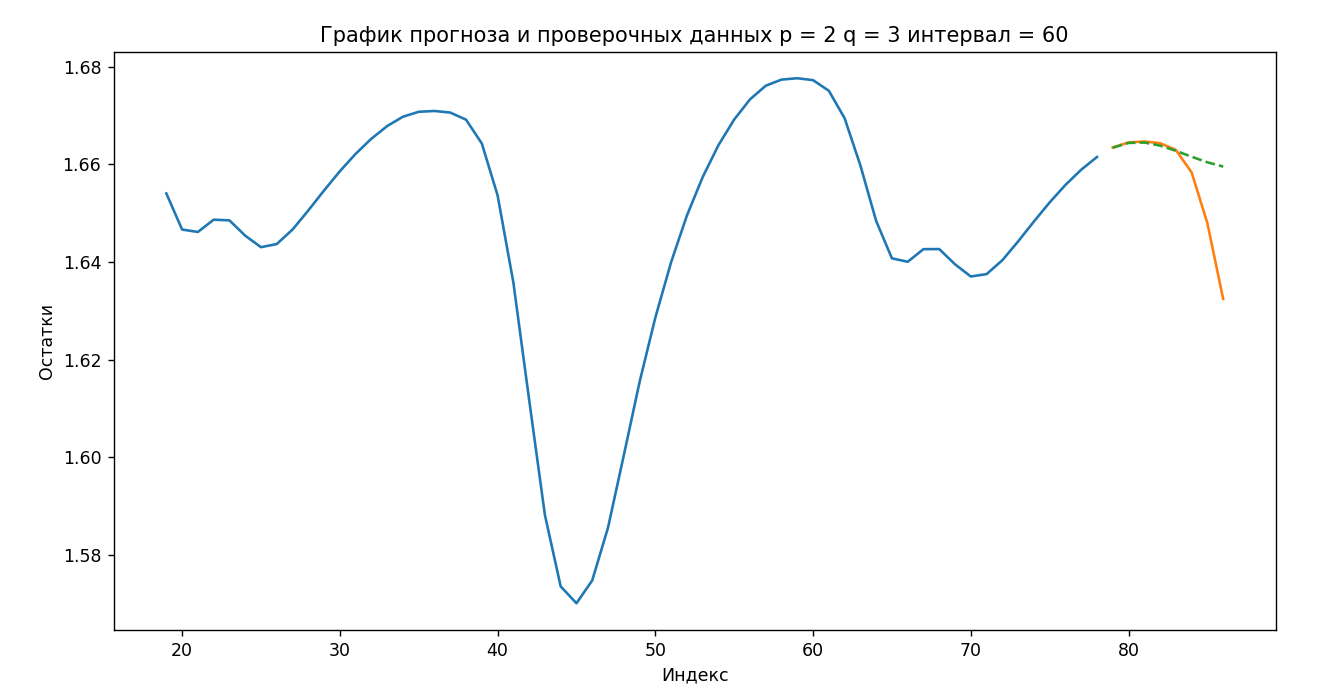 График прогноза и проверочных данных p = 2 q = 3 интервал = 60
1.68
1.66
1.64
1.62
1.60
1.58
Остатки
20 30 40 50 60 70 80
Индекс